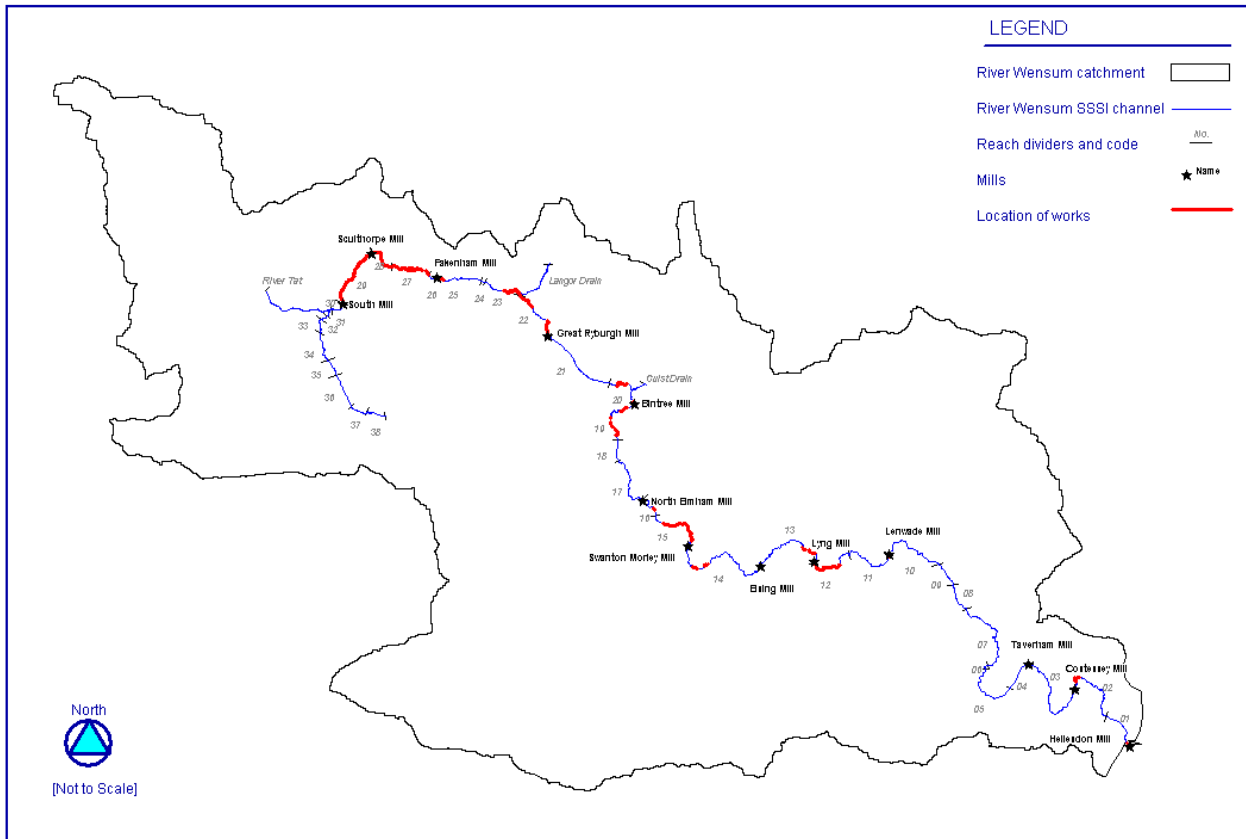 LEGEND
River Wensum catchment
River Wensum SSSI channel
No.
Reach dividers and code
Mills
Name
Location of works
Sculthorpe Mill
28
Pakenham Mill
27
29
26
25
24
23
River Tat
Langor Drain
30
South Mill
31
32
33
22
Great Ryburgh Mill
34
35
21
36
Guist Drain
20
Bintree Mill
37
38
19
18
17
North Elmham Mill
16
15
13
Lyng Mill
Lenwade Mill
Swanton Morley Mill
14
Elsing Mill
12
11
10
09
08
07
Taverham Mill
06
05
04
03
Costessey Mill
02
01
Hellesdon Mill
North
[Not to Scale]